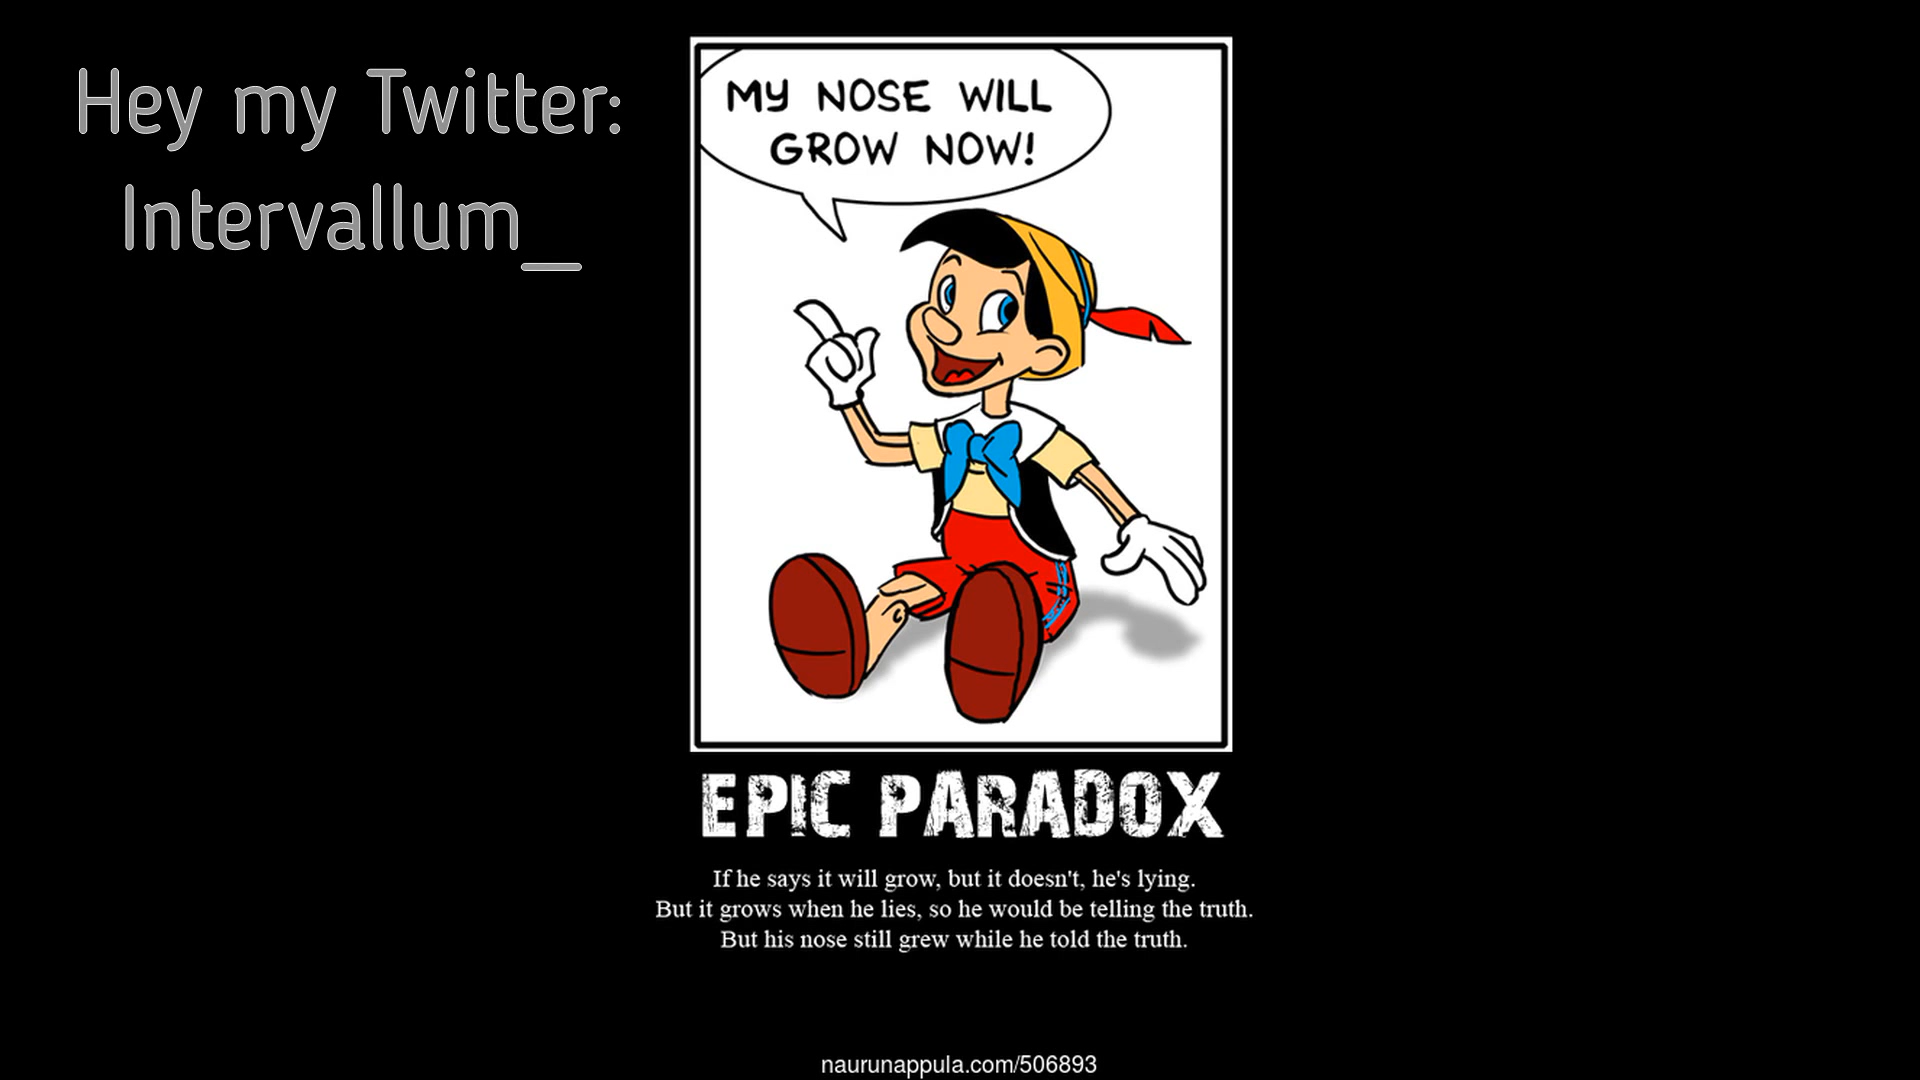 Hey my Twitter:
Intervallum_
MY NOSE WILL
GROW NOW!
EPIC PARADOX
If he says it will grow, but it doesn't, he's lying.
But it grows when he lies, so he would be telling the truth.
But his nose still grew while he told the truth.
naurunappula.com/506893